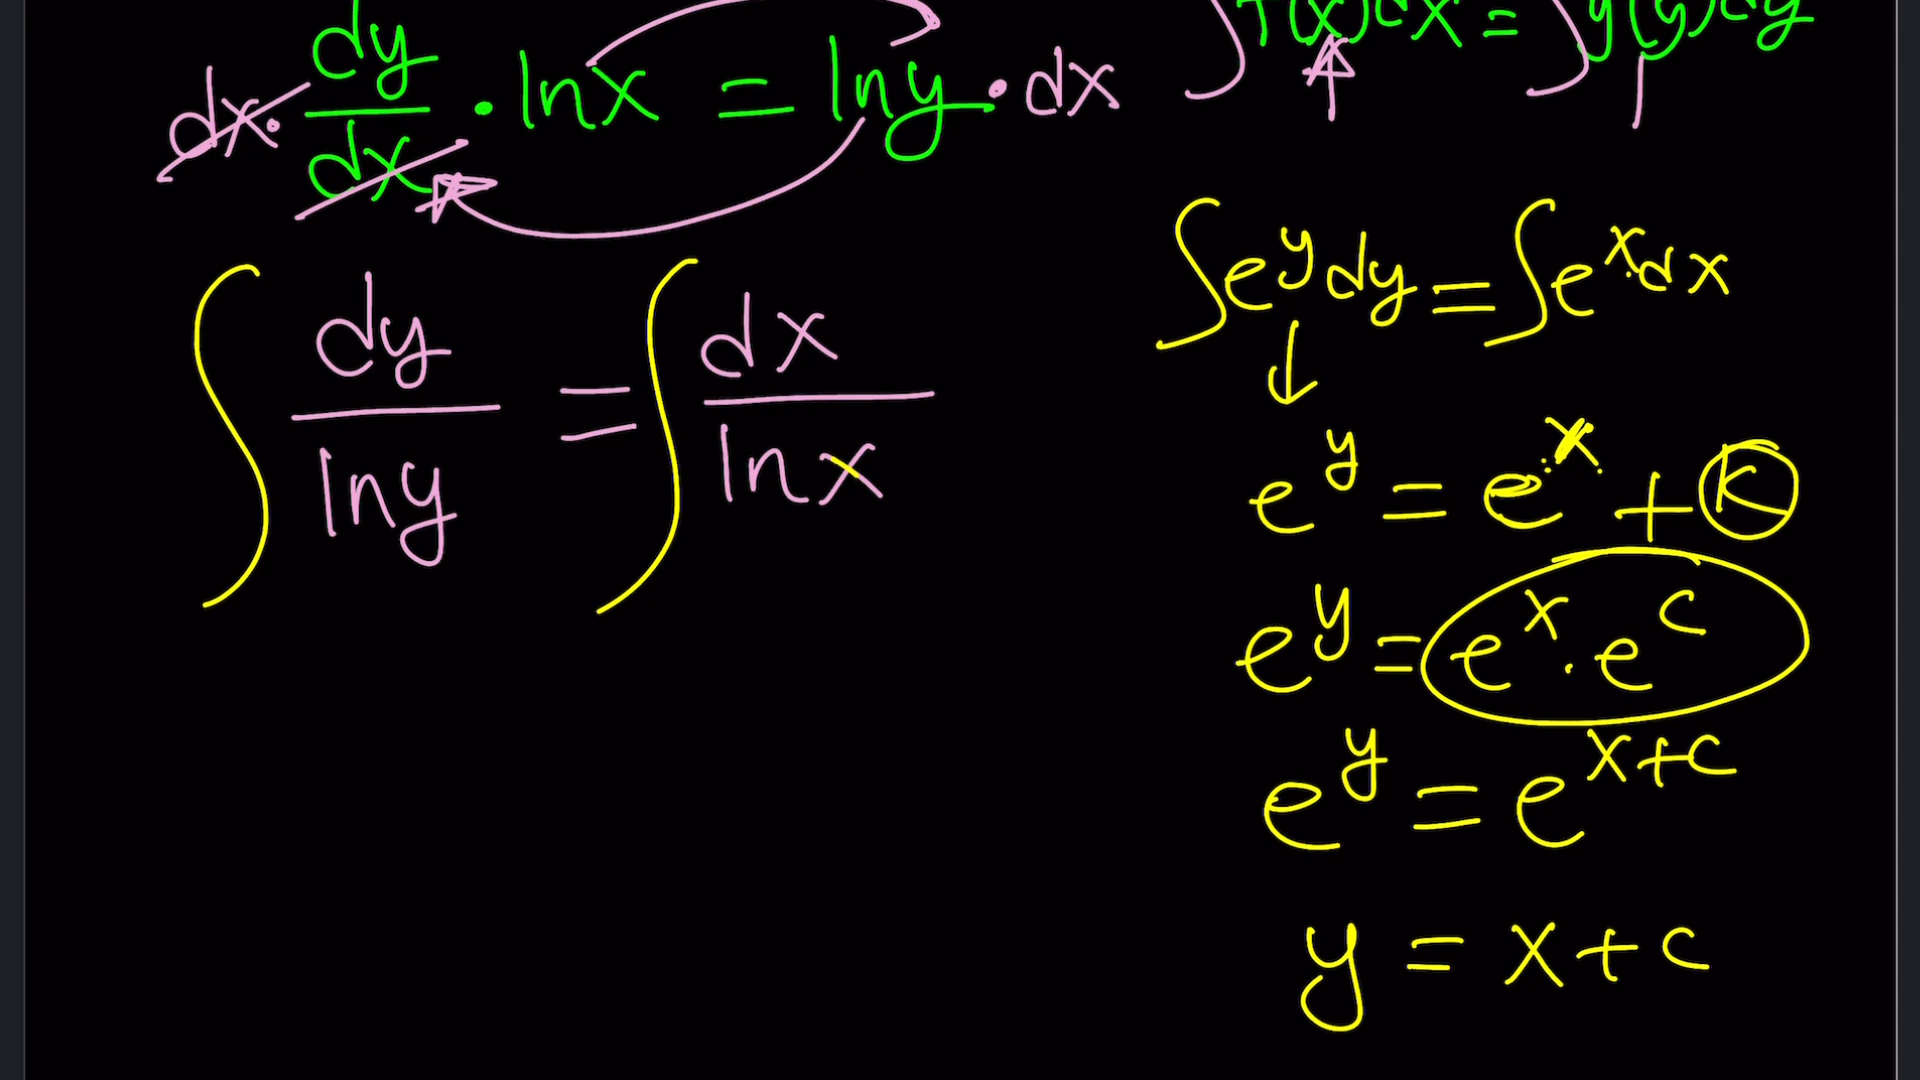 dx · dy/dx · lnx = lny · dx
∫ dy/lny = ∫ dx/lnx
∫f(x)dx = ∫g(y)dy
∫e^y dy = ∫e^x dx
e^y = e^x + K
e^y = e^x · e^c
e^y = e^(x+c)
y = x+c